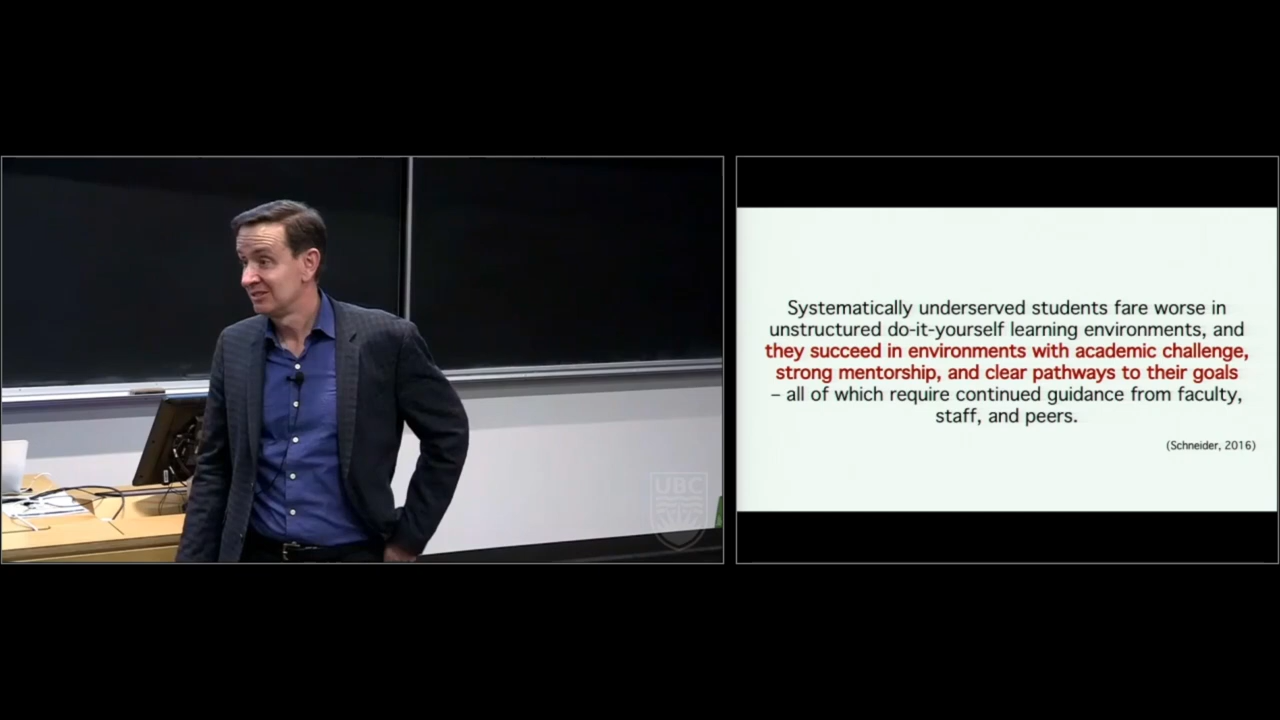 UBC
Systematically underserved students fare worse in
unstructured do-it-yourself learning environments, and
they succeed in environments with academic challenge,
strong mentorship, and clear pathways to their goals
– all of which require continued guidance from faculty,
staff, and peers.
(Schneider, 2016)